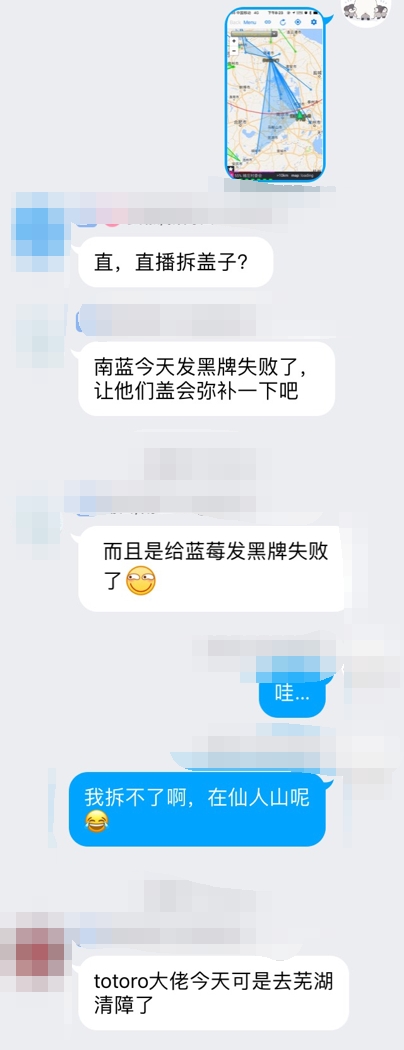 Menu
直，直播拆盖子？
南蓝今天发黑牌失败了，
让他们盖会弥补一下吧
而且是给蓝莓发黑牌失败
了
哇...
我拆不了啊，在仙人山呢
totoro大佬今天可是去芜湖
清障了